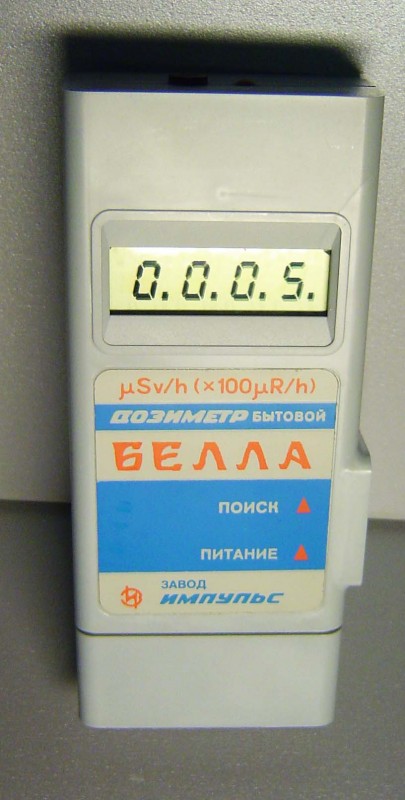 0.0.0.5.
μSv/h (×100μR/h)
ДОЗИМЕТР БЫТОВОЙ
БЕЛЛА
ПОИСК ▲
ПИТАНИЕ ▲
ЗАВОД
ИМПУЛЬС